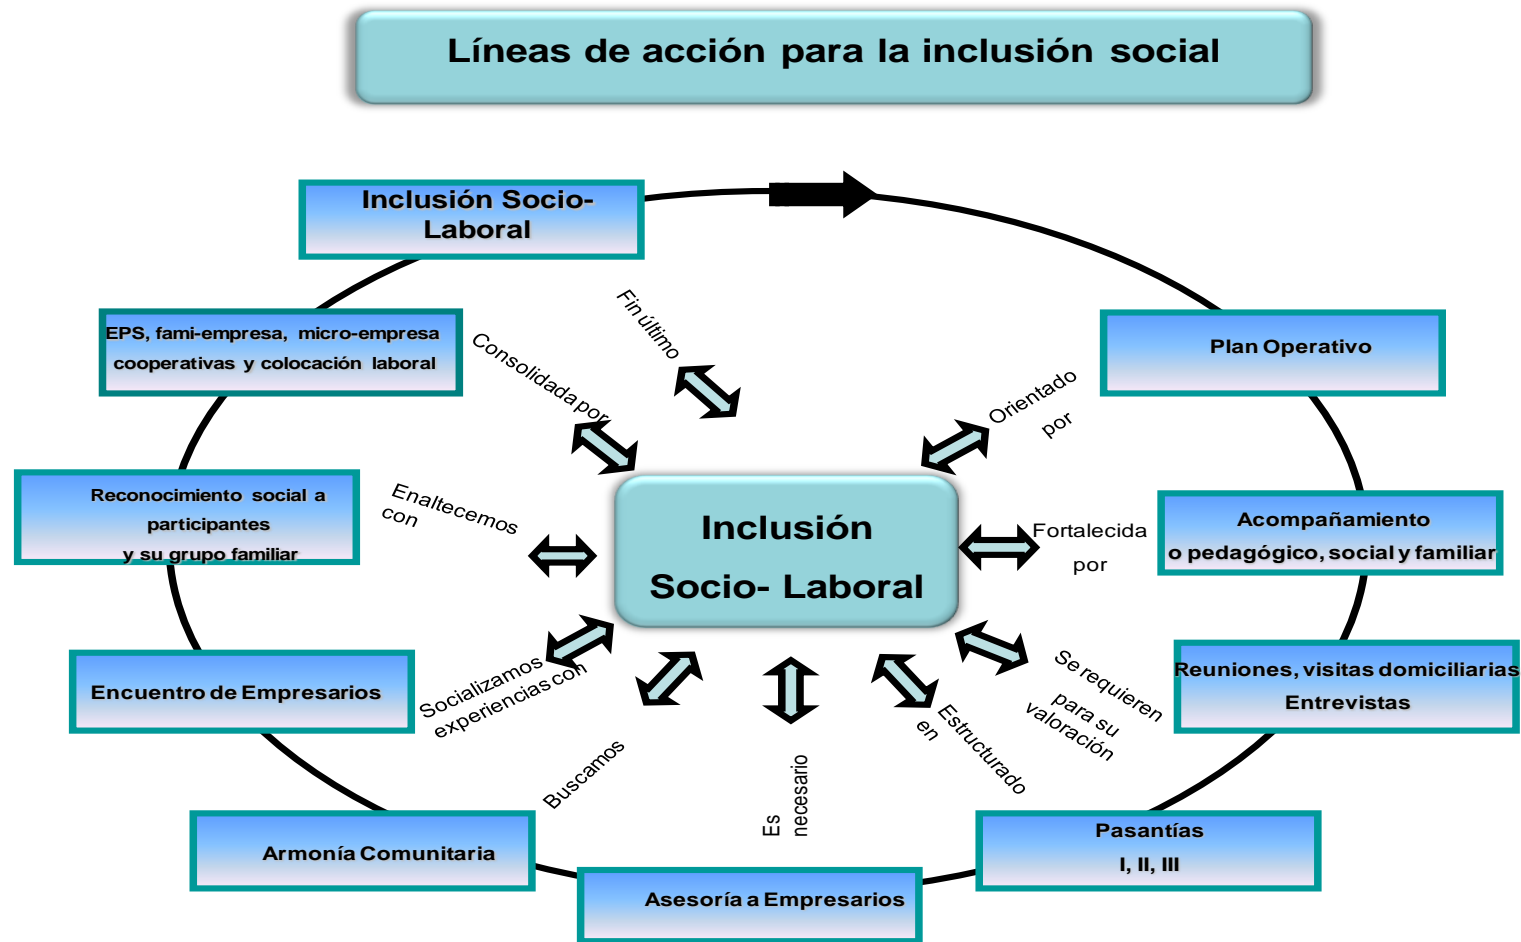 Líneas de acción para la inclusión social
Inclusión Socio-
Laboral
EPS, fami-empresa, micro-empresa
cooperativas y colocación laboral
Reconocimiento social a
participantes
y su grupo familiar
Encuentro de Empresarios
Armonía Comunitaria
Asesoría a Empresarios
Pasantías
I, II, III
Reuniones, visitas domiciliarias
Entrevistas
Acompañamiento
o pedagógico, social y familiar
Plan Operativo
Fin último
Consolidada por
Enaltecemos
con
Socializamos
experiencias con
Buscamos
Es
necesario
Estructurado
en
Se requieren
para su
valoración
Fortalecida
por
Orientado
por
Inclusión
Socio- Laboral